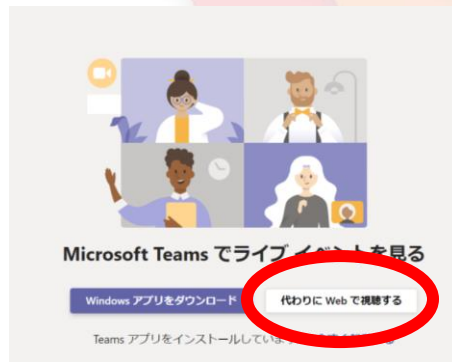 Microsoft Teams でライブ イベントを見る
Windows アプリをダウンロード
代わりに Web で視聴する
Teams アプリをインストールしてい